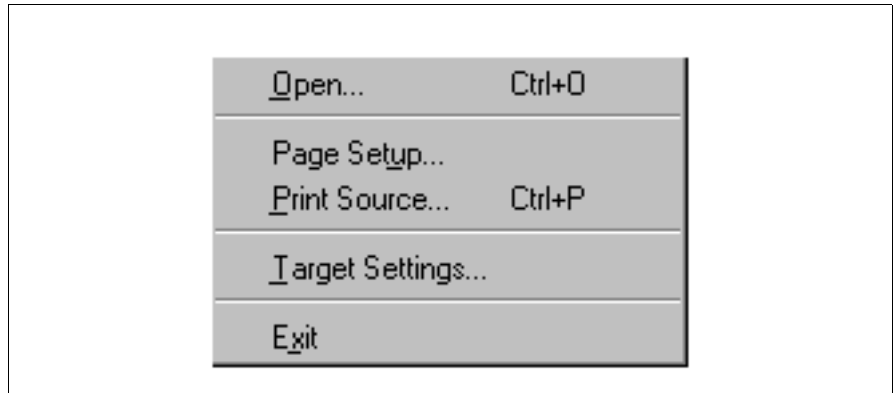 Open... Ctrl+O
Page Setup...
Print Source... Ctrl+P
Target Settings...
Exit